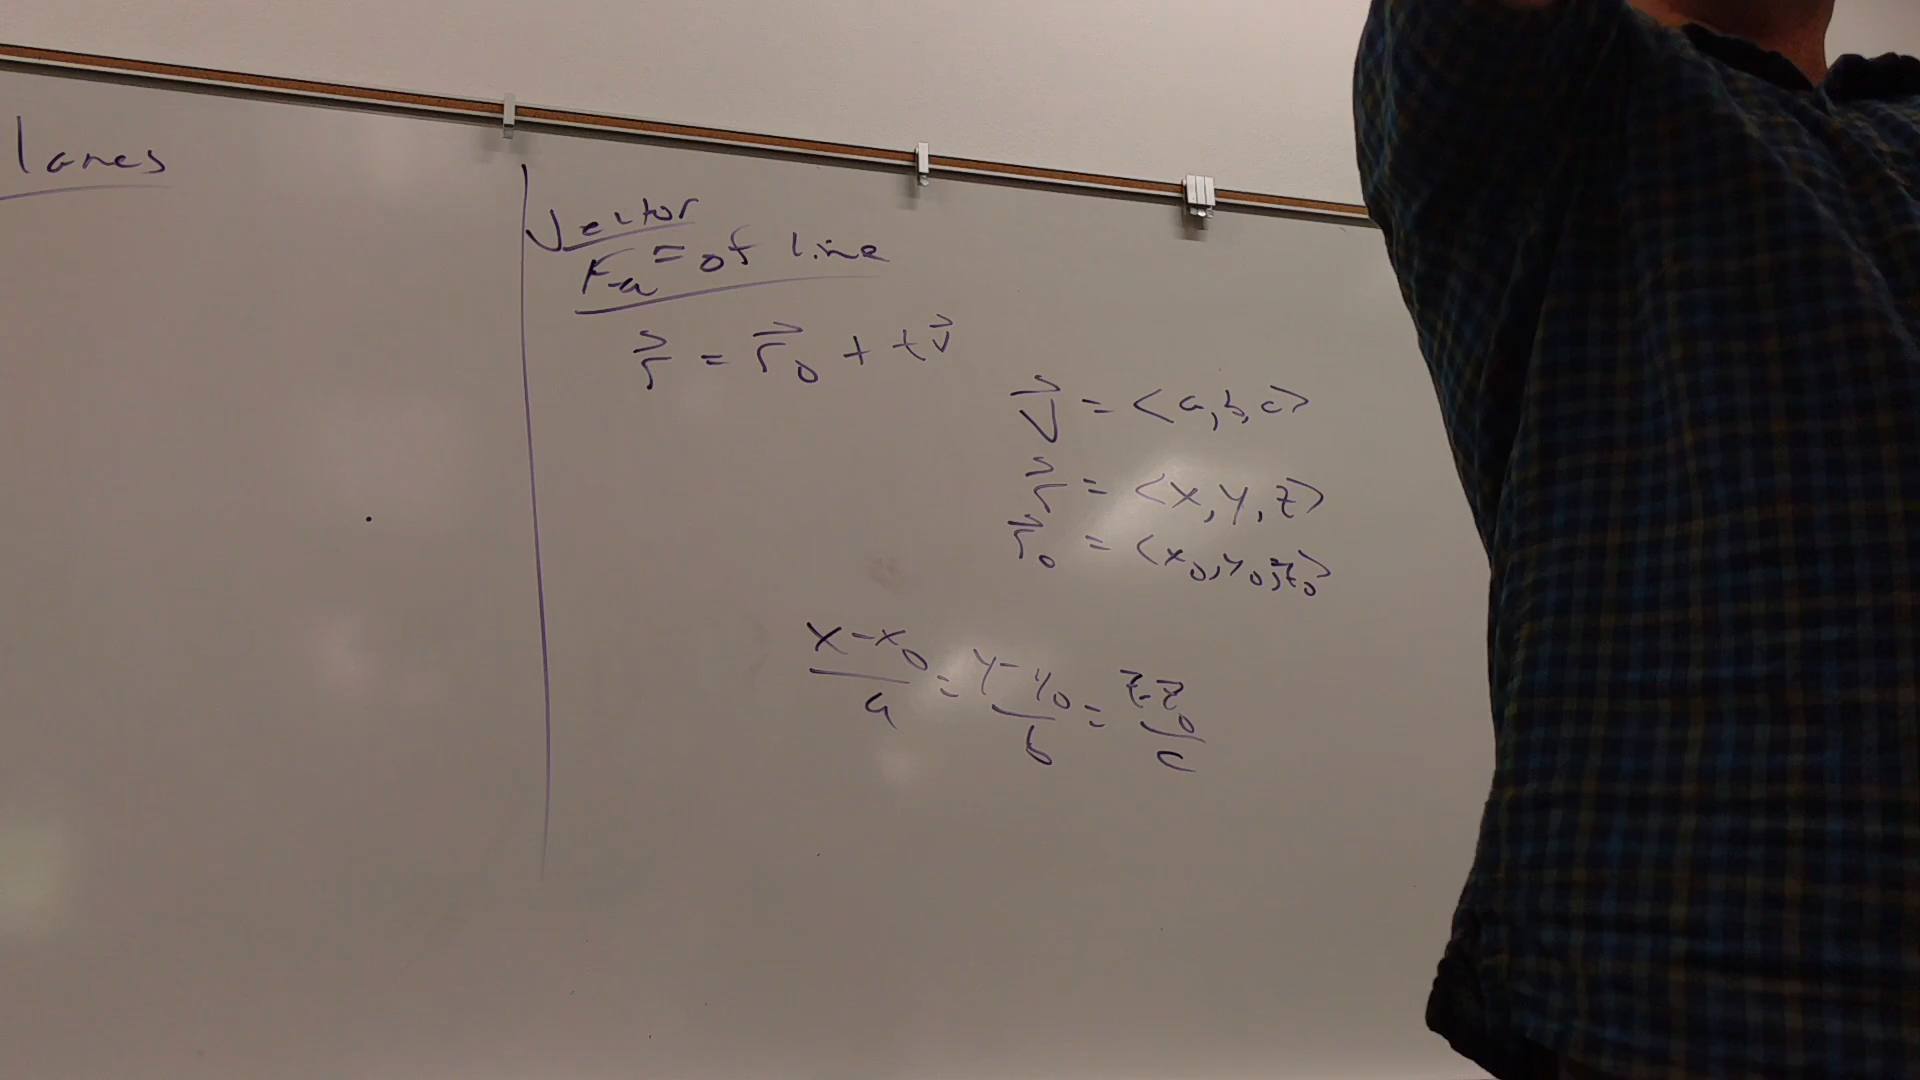 lanes
Vector
Eq= of line
r⃗ = r⃗₀ + tv⃗
v⃗ = <a, b, c>
r⃗ = <x, y, z>
r⃗₀ = <x₀, y₀, z₀>
x-x₀/a = y-y₀/b = z-z₀/c